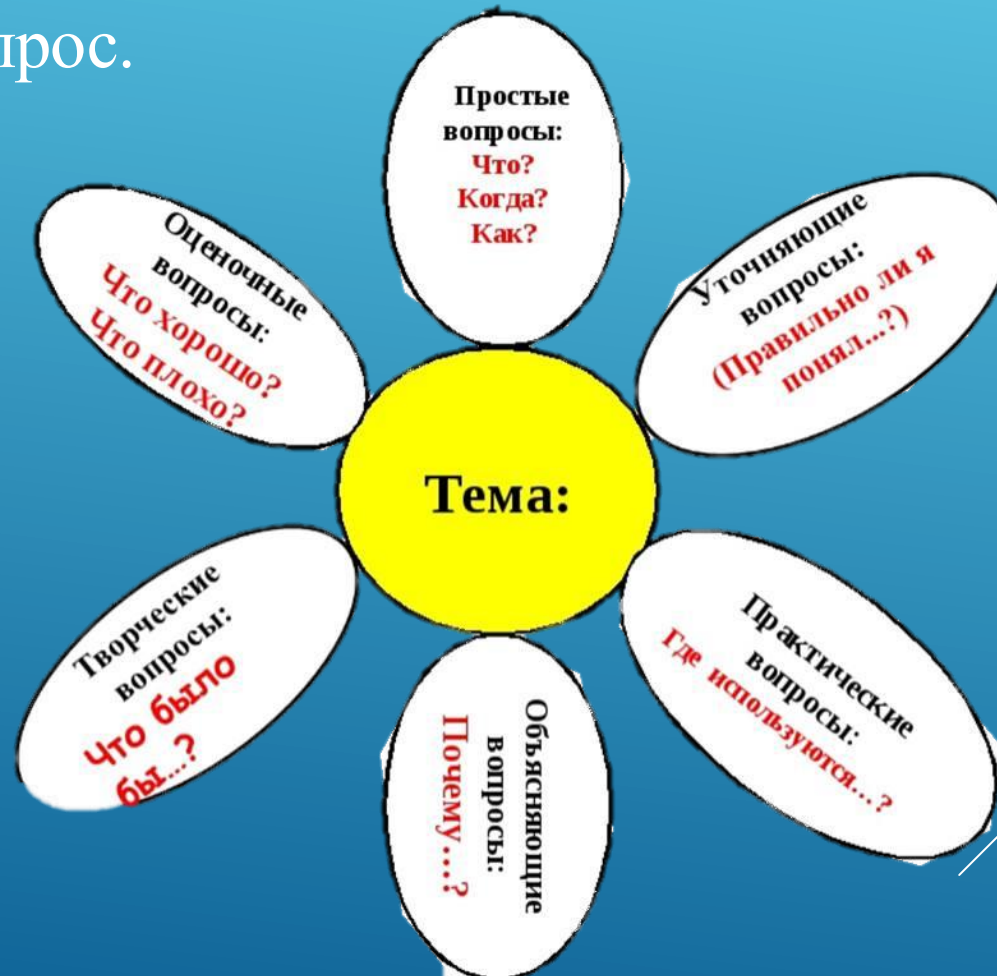 Простые
вопросы:
Что?
Когда?
Как?
Уточняющие
вопросы:
(Правильно ли я
понял...?)
Практические
вопросы:
Где используются...?
Объясняющие
вопросы:
Почему...?
Творческие
вопросы:
Что было
бы...?
Оценочные
вопросы:
Что хорошо?
Что плохо?
Тема: